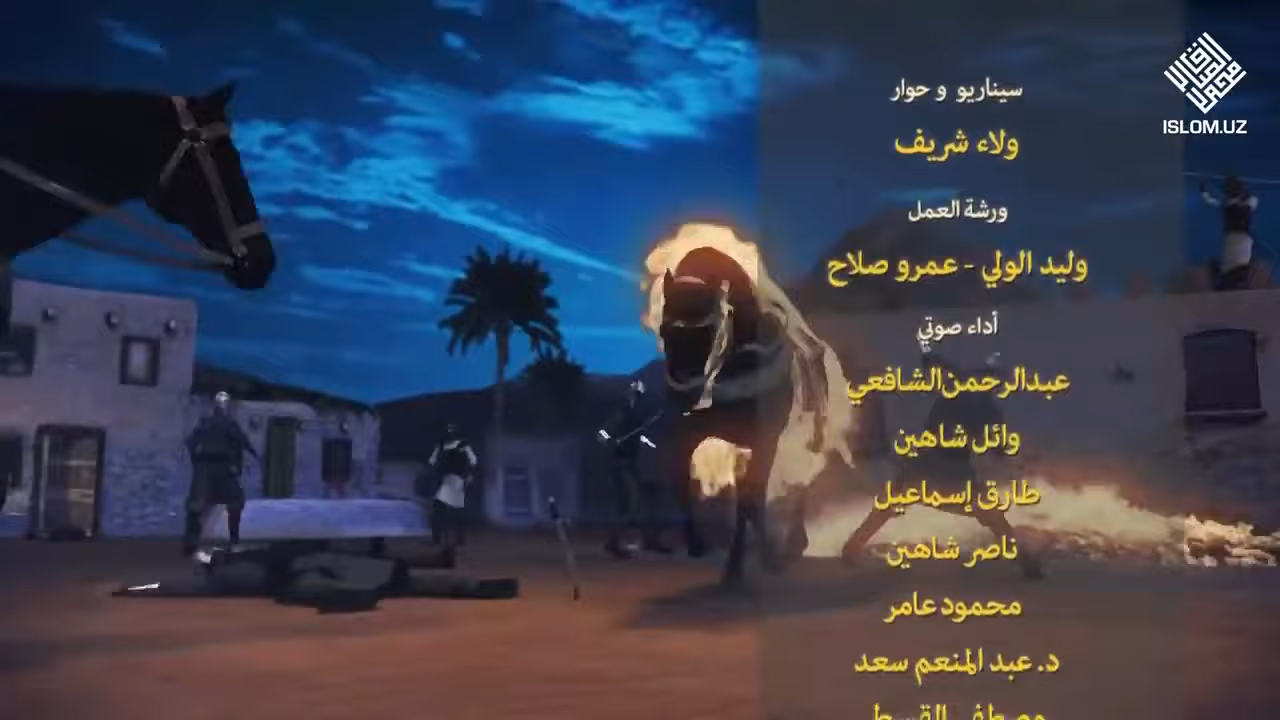 سيناريو و حوار
ولاء شريف
ورشة العمل
وليد الولي - عمرو صلاح
أداء صوتي
عبدالرحمن الشافعي
وائل شاهين
طارق إسماعيل
ناصر شاهين
محمود عامر
د. عبد المنعم سعد
ISLOM.UZ